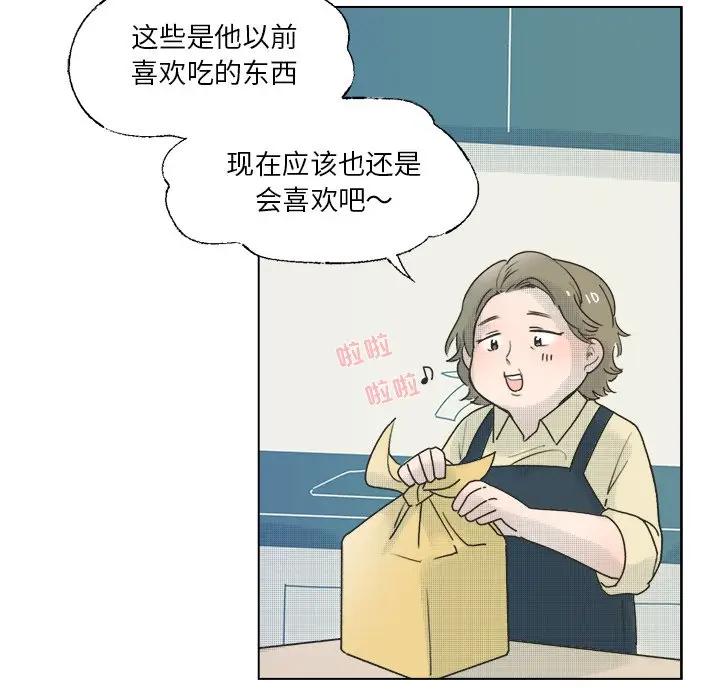 这些是他以前
喜欢吃的东西
现在应该也还是
会喜欢吧～
啦啦
啦啦